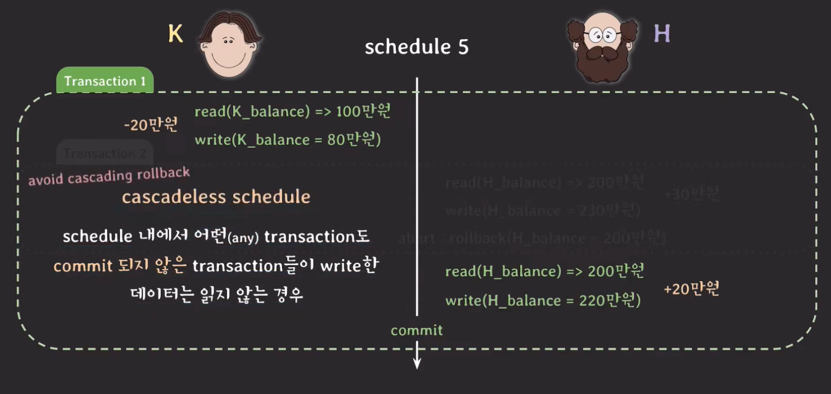 K
H
schedule 5
Transaction 1
-20만원
read(K_balance) => 100만원
write(K_balance = 80만원)
Transaction 2
avoid cascading rollback
cascadeless schedule
schedule 내에서 어떤(any) transaction도
commit 되지 않은 transaction들이 write한
데이터는 읽지 않는 경우
read(H_balance) => 200만원
write(H_balance = 230만원)
+30만원
abort rollback(H_balance = 200만원)
read(H_balance) => 200만원
write(H_balance = 220만원)
+20만원
commit